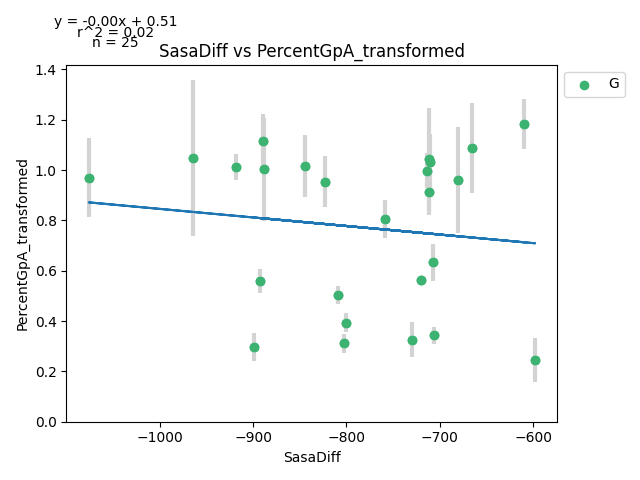 y = -0.00x + 0.51
r^2 = 0.02
n = 25
SasaDiff vs PercentGpA_transformed
G
1.4
1.2
1.0
0.8
0.6
0.4
0.2
0.0
PercentGpA_transformed
−1000
−900
−800
−700
−600
SasaDiff